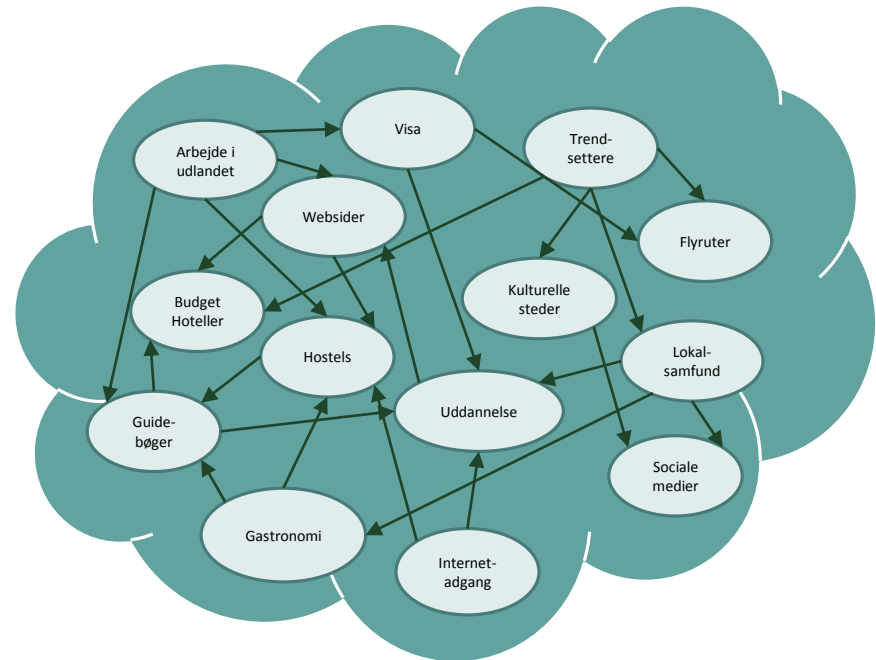 Visa
Trend-
settere
Arbejde i
udlandet
Websider
Flyruter
Kulturelle
steder
Budget
Hoteller
Hostels
Lokal-
samfund
Uddannelse
Guide-
bøger
Sociale
medier
Gastronomi
Internet-
adgang